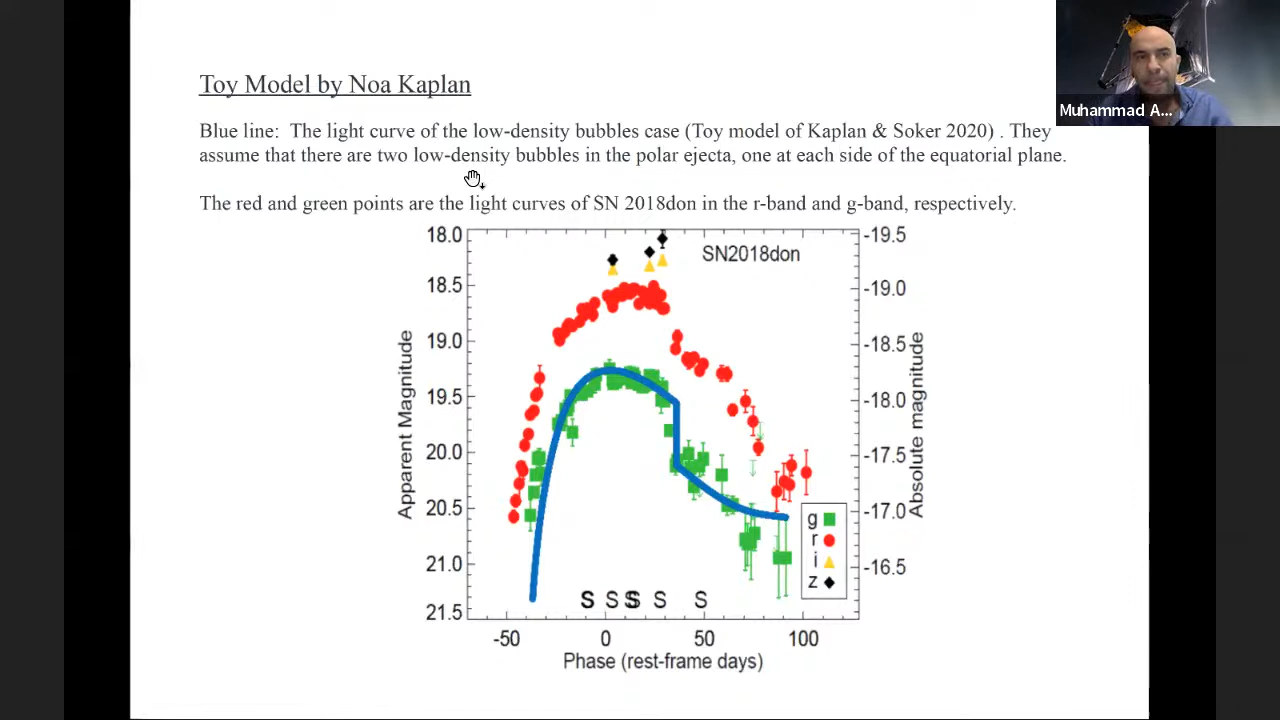 Toy Model by Noa Kaplan
Muhammad A...
Blue line: The light curve of the low-density bubbles case (Toy model of Kaplan & Soker 2020) . They
assume that there are two low-density bubbles in the polar ejecta, one at each side of the equatorial plane.
The red and green points are the light curves of SN 2018don in the r-band and g-band, respectively.
SN2018don
Apparent Magnitude
18.0
18.5
19.0
19.5
20.0
20.5
21.0
21.5
-19.5
-19.0
-18.5
-18.0
-17.5
-17.0
-16.5
Absolute magnitude
g
r
i
z
S S S S S S
-50 0 50 100
Phase (rest-frame days)